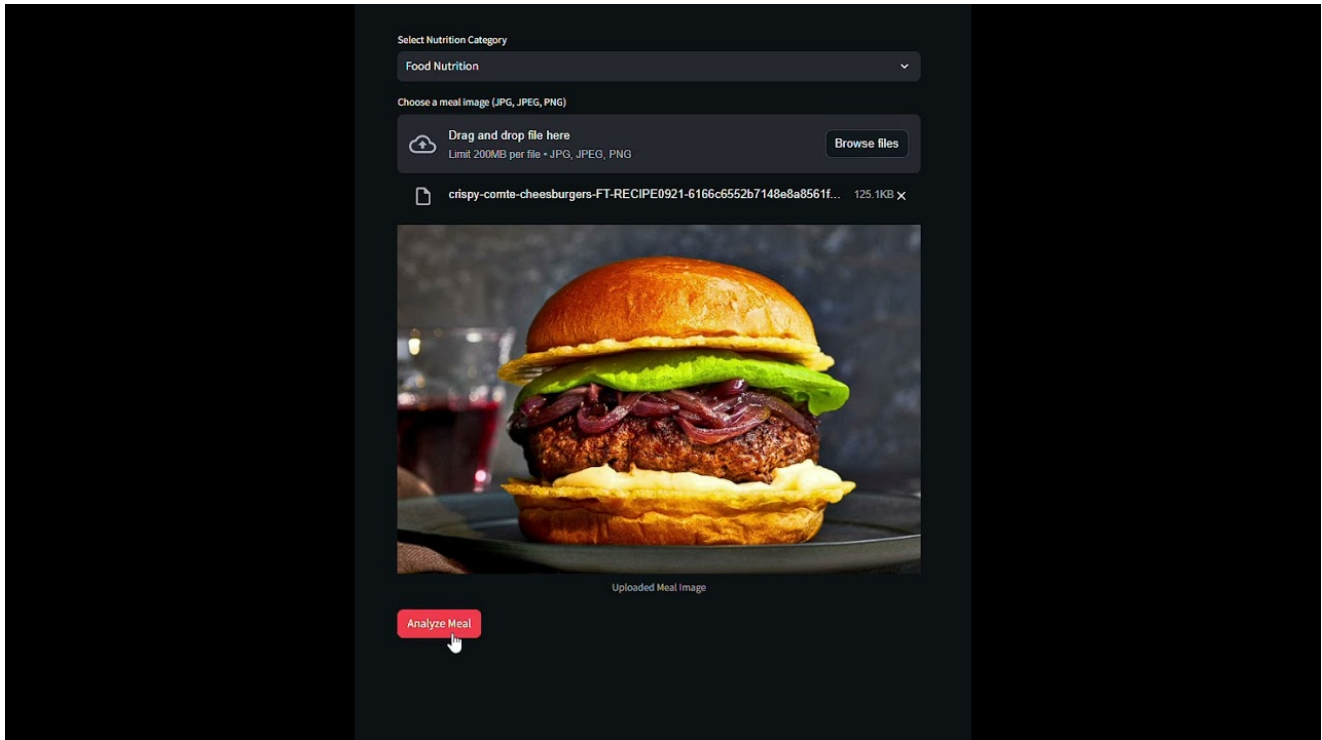 Select Nutrition Category
Food Nutrition
Choose a meal image (JPG, JPEG, PNG)
Drag and drop file here
Limit 200MB per file • JPG, JPEG, PNG
Browse files
crispy-comte-cheesburgers-FT-RECIPE0921-6166c6552b7148e8a8561f... 125.1KB
Uploaded Meal Image
Analyze Meal